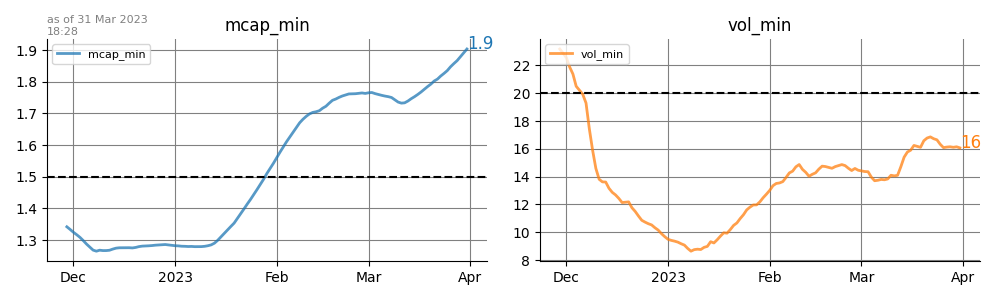 as of 31 Mar 2023
18:28
mcap_min
mcap_min
1.9
1.9
1.8
1.7
1.6
1.5
1.4
1.3
Dec
2023
Feb
Mar
Apr
vol_min
vol_min
16
22
20
18
16
14
12
10
8
Dec
2023
Feb
Mar
Apr